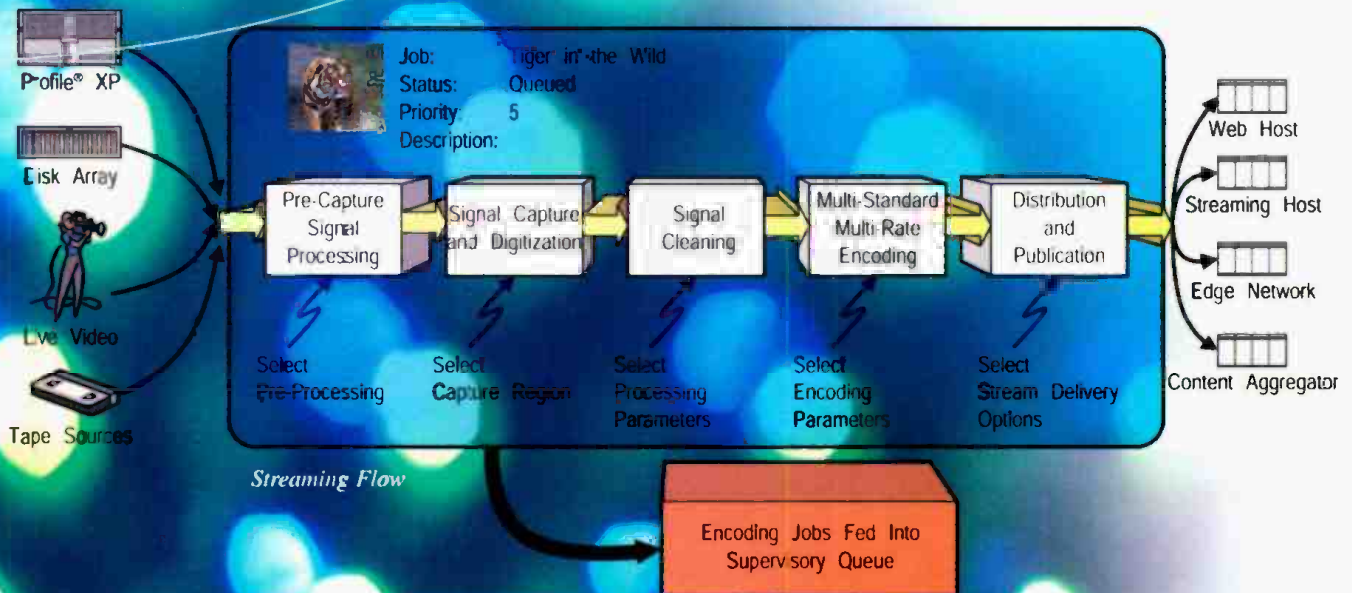 Profile® XP
Disk Array
Live Video
Tape Sources
Job: Tiger in the Wild
Status: Queued
Priority: 5
Description:
Pre-Capture
Signal
Processing
Signal Capture
and Digitization
Signal
Cleaning
Multi-Standard
Multi-Rate
Encoding
Distribution
and
Publication
Select
Pre-Processing
Select
Capture Region
Select
Processing
Parameters
Select
Encoding
Parameters
Select
Stream Delivery
Options
Web Host
Streaming Host
Edge Network
Content Aggregator
Streaming Flow
Encoding Jobs Fed Into
Supervisory Queue